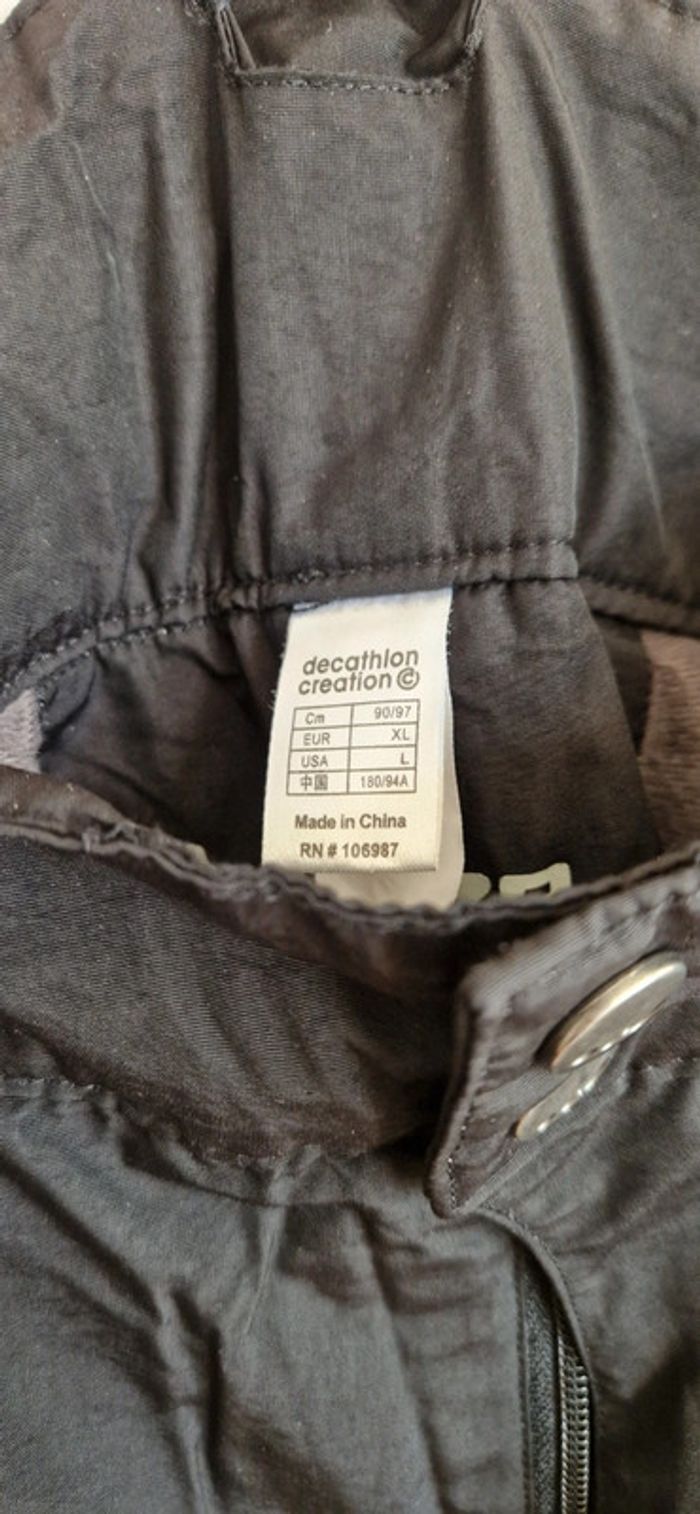 decathlon
creation ©
Cm 90/97
EUR XL
USA L
中国 180/94A
Made in China
RN # 106987